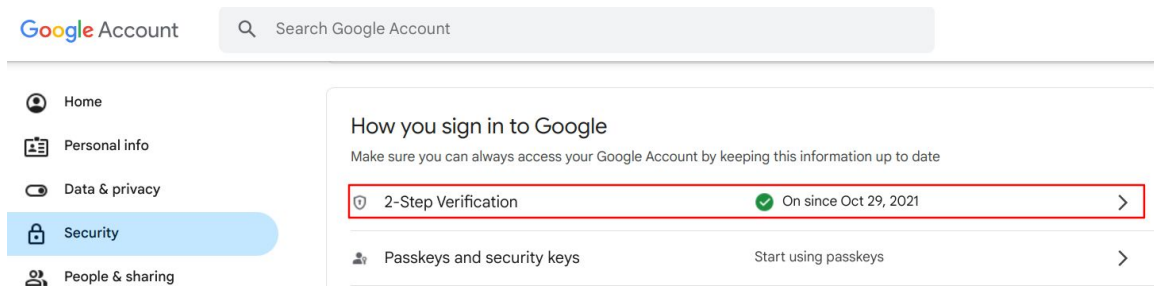 Google Account
Search Google Account
Home
Personal info
Data & privacy
Security
People & sharing
How you sign in to Google
Make sure you can always access your Google Account by keeping this information up to date
2-Step Verification On since Oct 29, 2021
Passkeys and security keys Start using passkeys